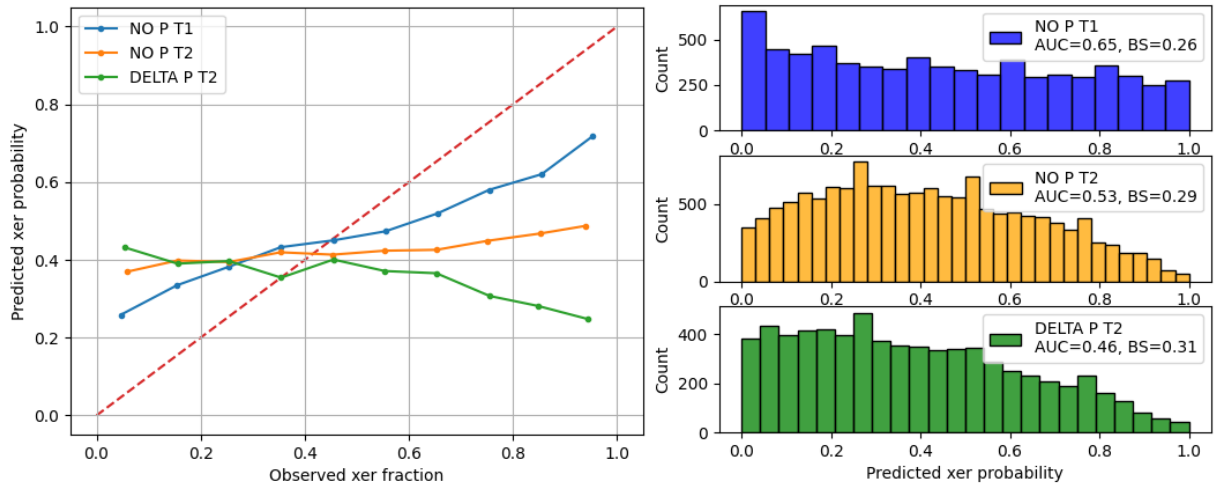 NO P T1
NO P T2
DELTA P T2
Predicted xer probability
1.0
0.8
0.6
0.4
0.2
0.0
0.0 0.2 0.4 0.6 0.8 1.0
Observed xer fraction
NO P T1
AUC=0.65, BS=0.26
Count
500
250
0
0.0 0.2 0.4 0.6 0.8 1.0
NO P T2
AUC=0.53, BS=0.29
Count
500
0
0.0 0.2 0.4 0.6 0.8 1.0
DELTA P T2
AUC=0.46, BS=0.31
Count
400
200
0
0.0 0.2 0.4 0.6 0.8 1.0
Predicted xer probability